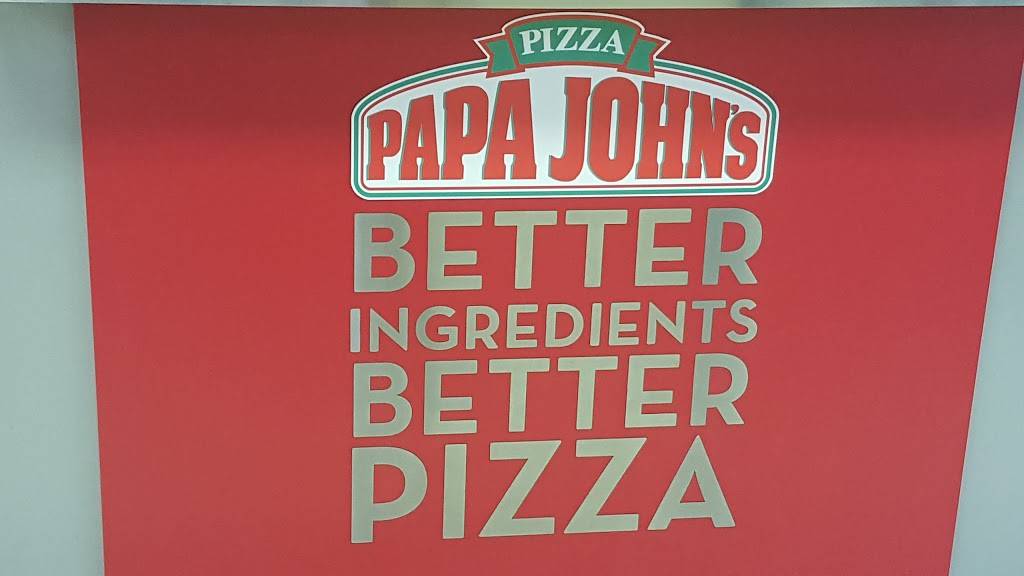 PIZZA
PAPA JOHN'S
BETTER
INGREDIENTS
BETTER
PIZZA